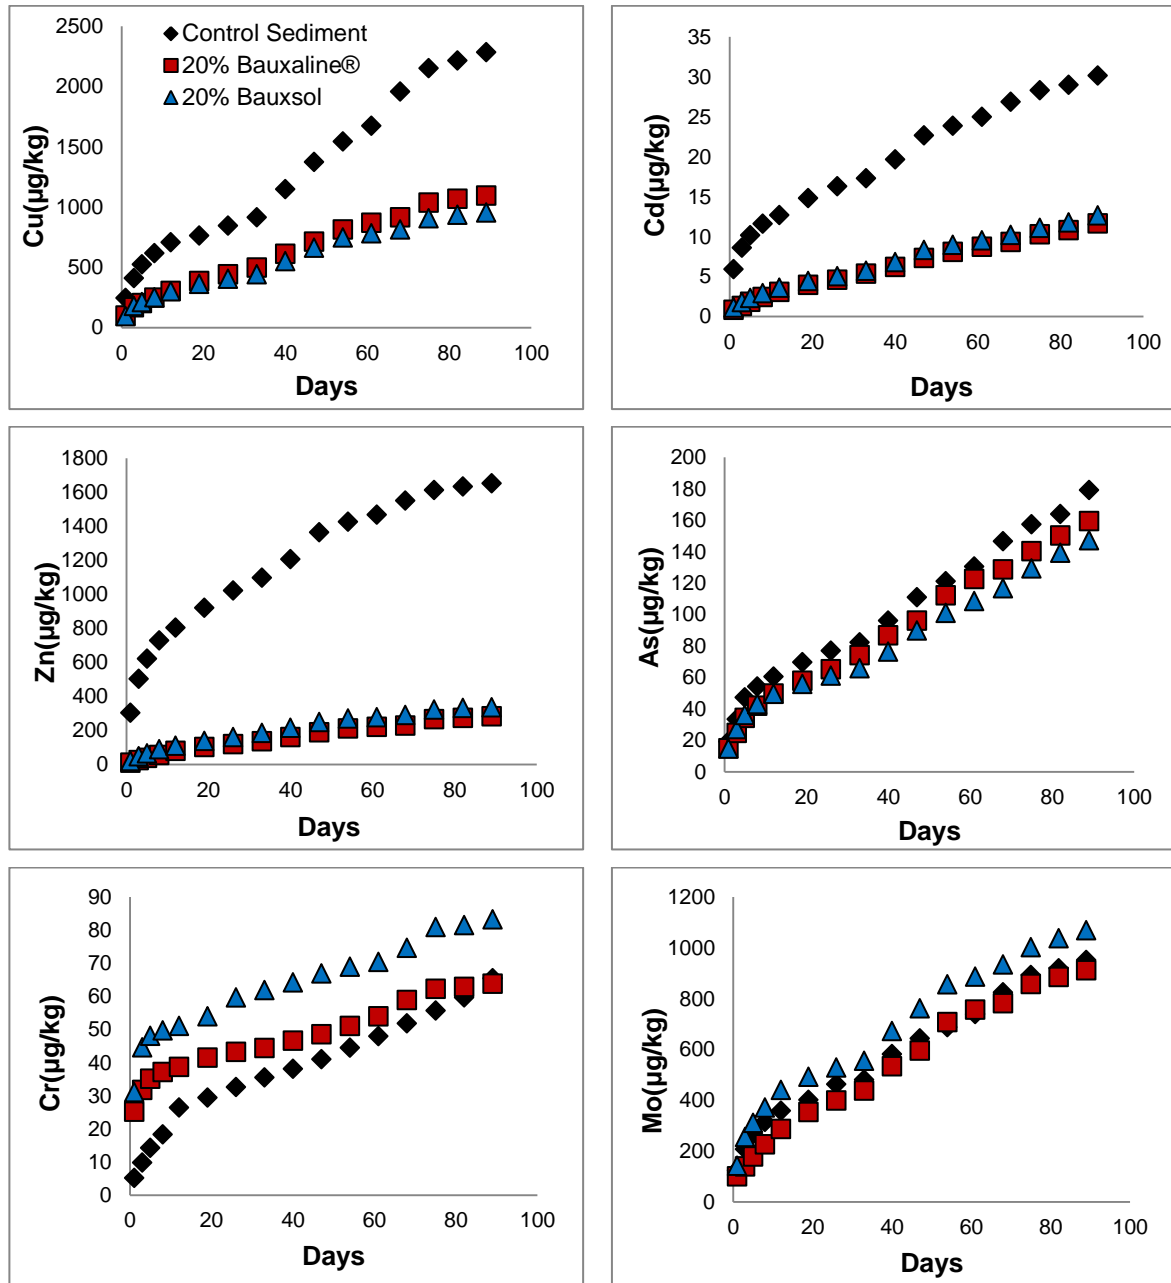 Cu(µg/kg)
2500
2000
1500
1000
500
0
Control Sediment
20% Bauxaline®
20% Bauxsol
0 20 40 60 80 100
Days
Cd(µg/kg)
35
30
25
20
15
10
5
0
0 20 40 60 80 100
Days
Zn(µg/kg)
1800
1600
1400
1200
1000
800
600
400
200
0
0 20 40 60 80 100
Days
As(µg/kg)
200
180
160
140
120
100
80
60
40
20
0
0 20 40 60 80 100
Days
Cr(µg/kg)
90
80
70
60
50
40
30
20
10
0
0 20 40 60 80 100
Days
Mo(µg/kg)
1200
1000
800
600
400
200
0
0 20 40 60 80 100
Days